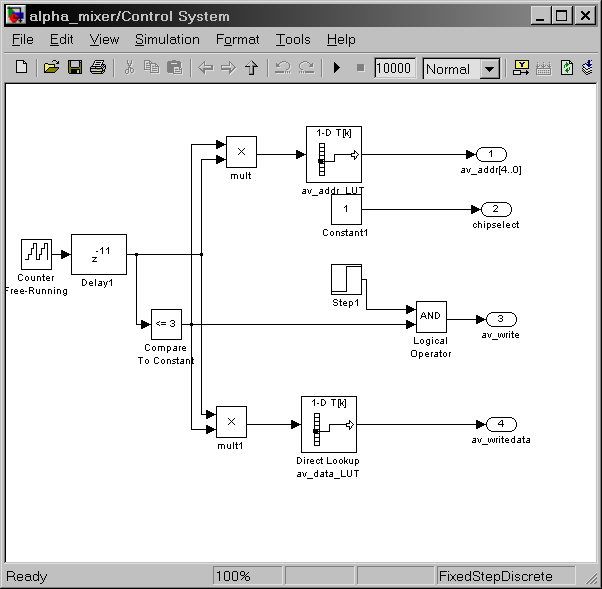 alpha_mixer/Control System
File Edit View Simulation Format Tools Help
10000 Normal
1-D T[k]
×
mult
av_addr_LUT
1
av_addr[4..0]
1
Constant1
2
chipselect
Counter
Free-Running
-11
z
Delay1
Step1
<= 3
Compare
To Constant
AND
Logical
Operator
3
av_write
1-D T[k]
×
mult1
Direct Lookup
av_data_LUT
4
av_writedata
Ready 100% FixedStepDiscrete